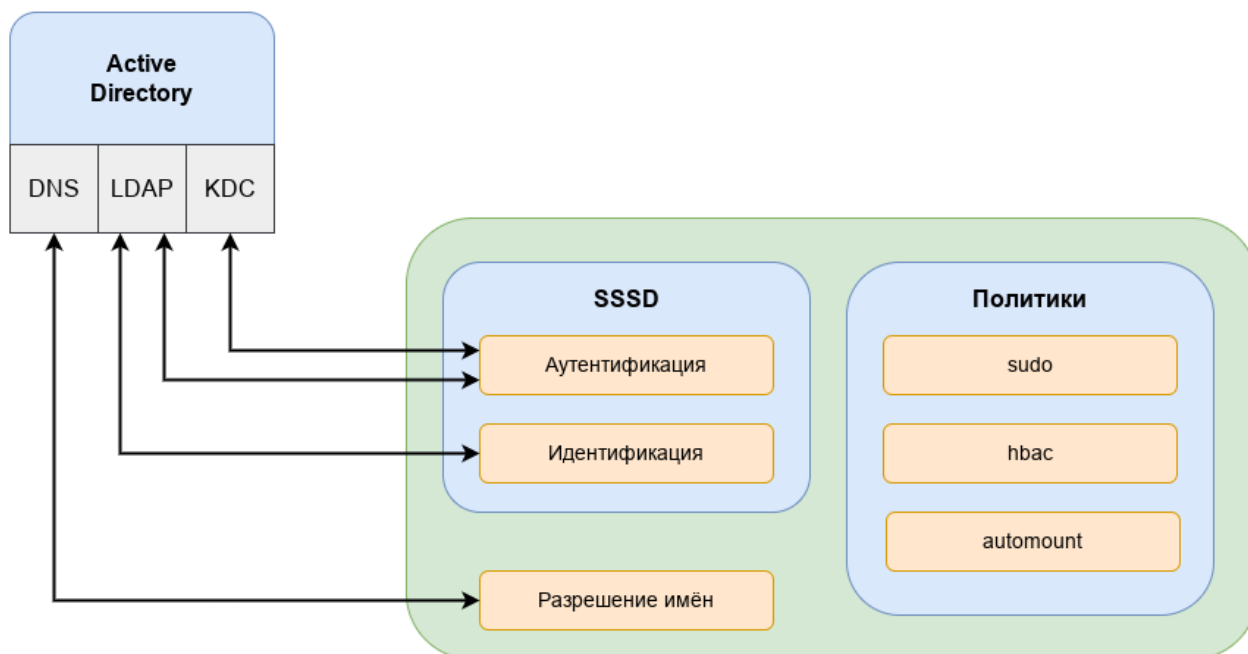 Active
Directory
DNS
LDAP
KDC
SSSD
Аутентификация
Идентификация
Разрешение имён
Политики
sudo
hbac
automount